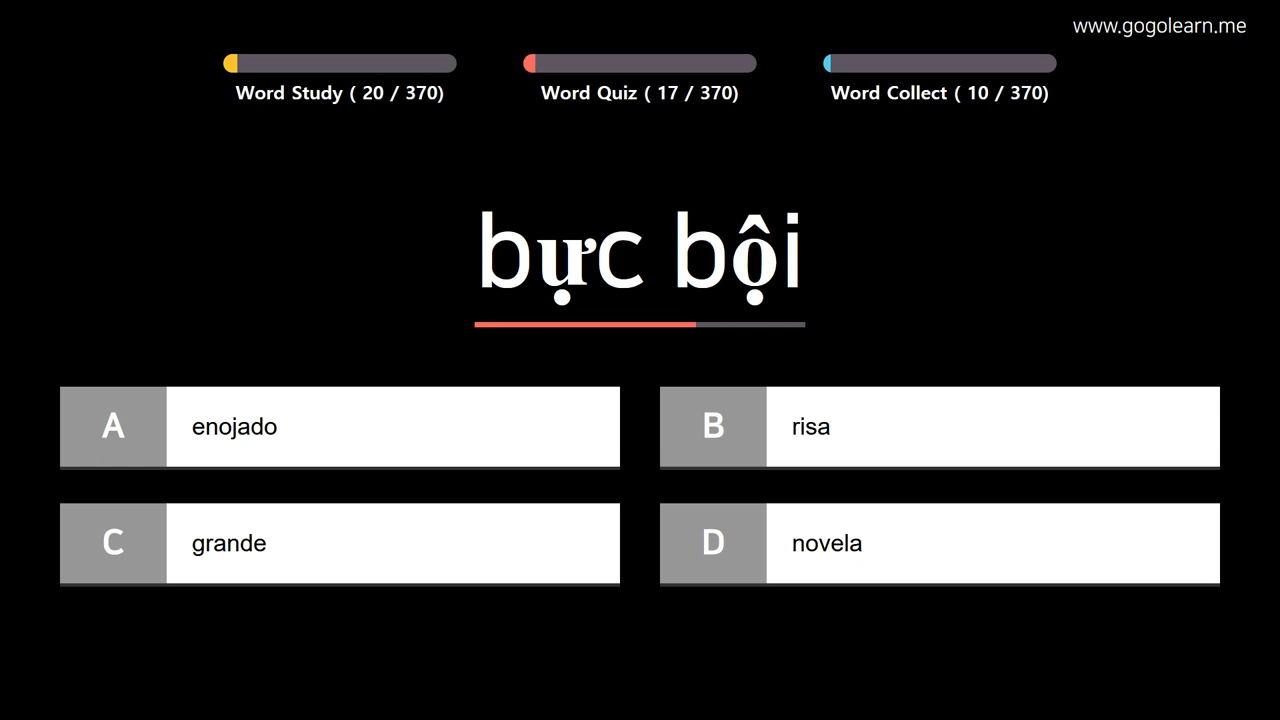 www.gogolearn.me
Word Study ( 20 / 370)
Word Quiz ( 17 / 370)
Word Collect ( 10 / 370)
bực bội
A enojado
B risa
C grande
D novela